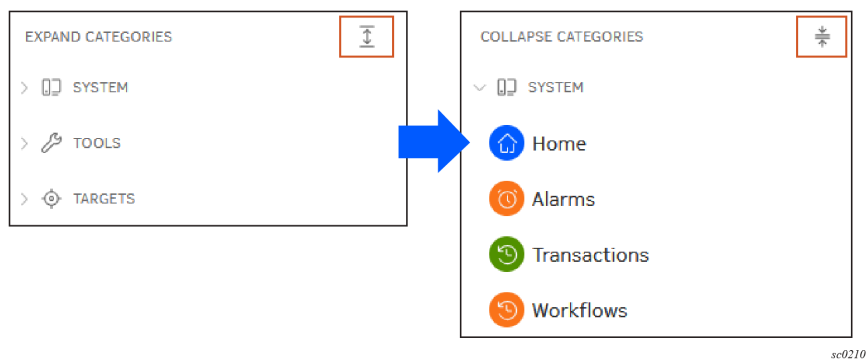 EXPAND CATEGORIES
SYSTEM
TOOLS
TARGETS
COLLAPSE CATEGORIES
SYSTEM
Home
Alarms
Transactions
Workflows
sc0210